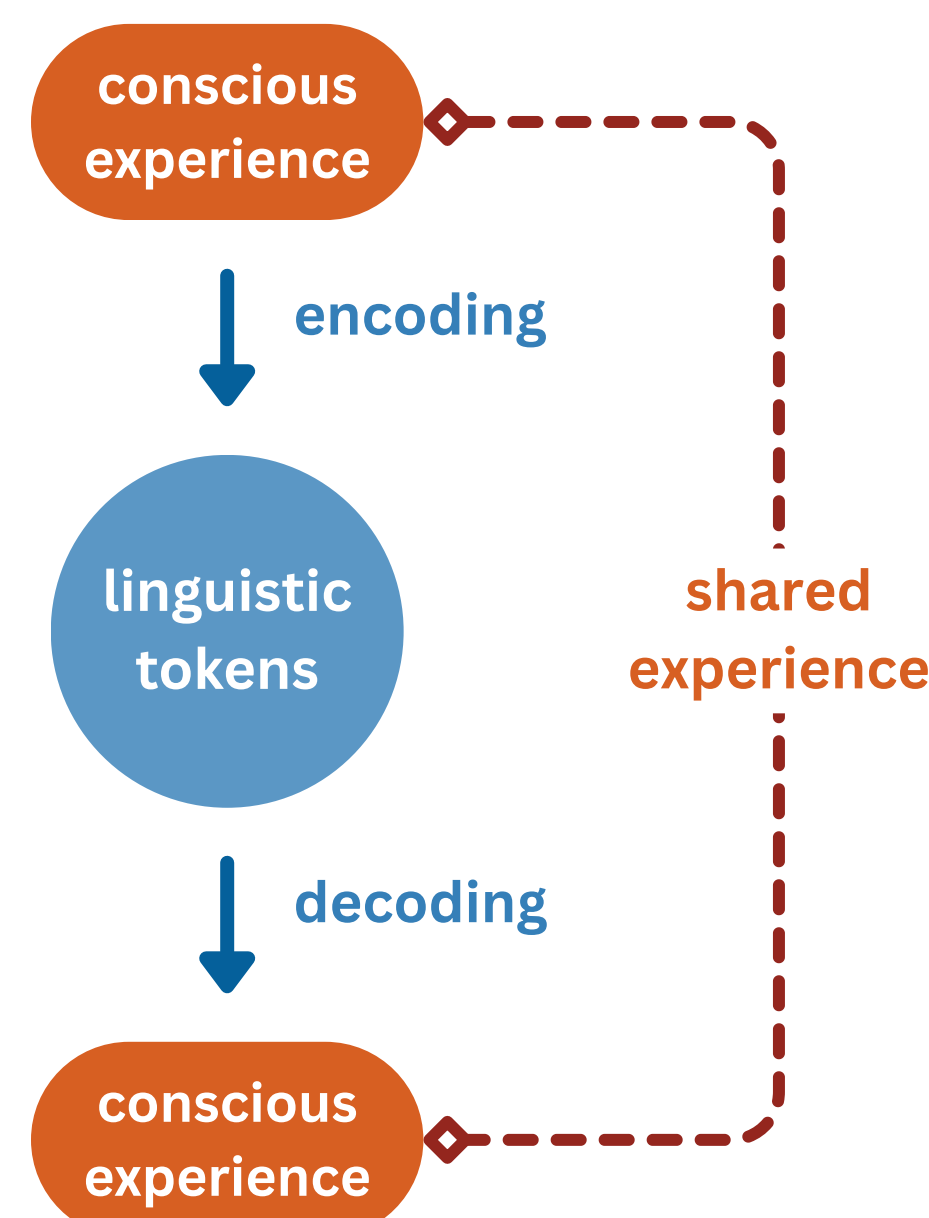 conscious
experience
encoding
linguistic
tokens
shared
experience
decoding
conscious
experience